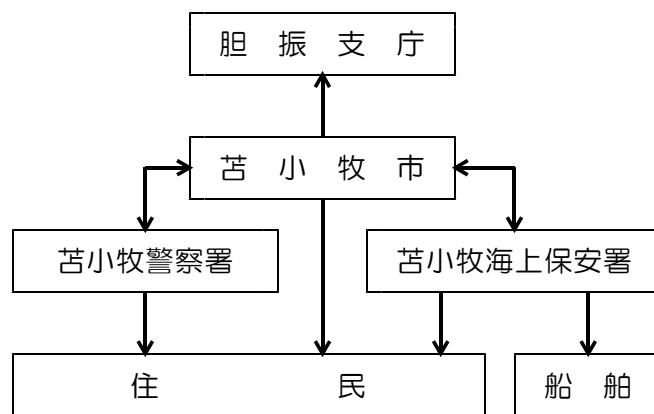 胆振支庁
苫小牧市
苫小牧警察署
苫小牧海上保安署
住民
船舶